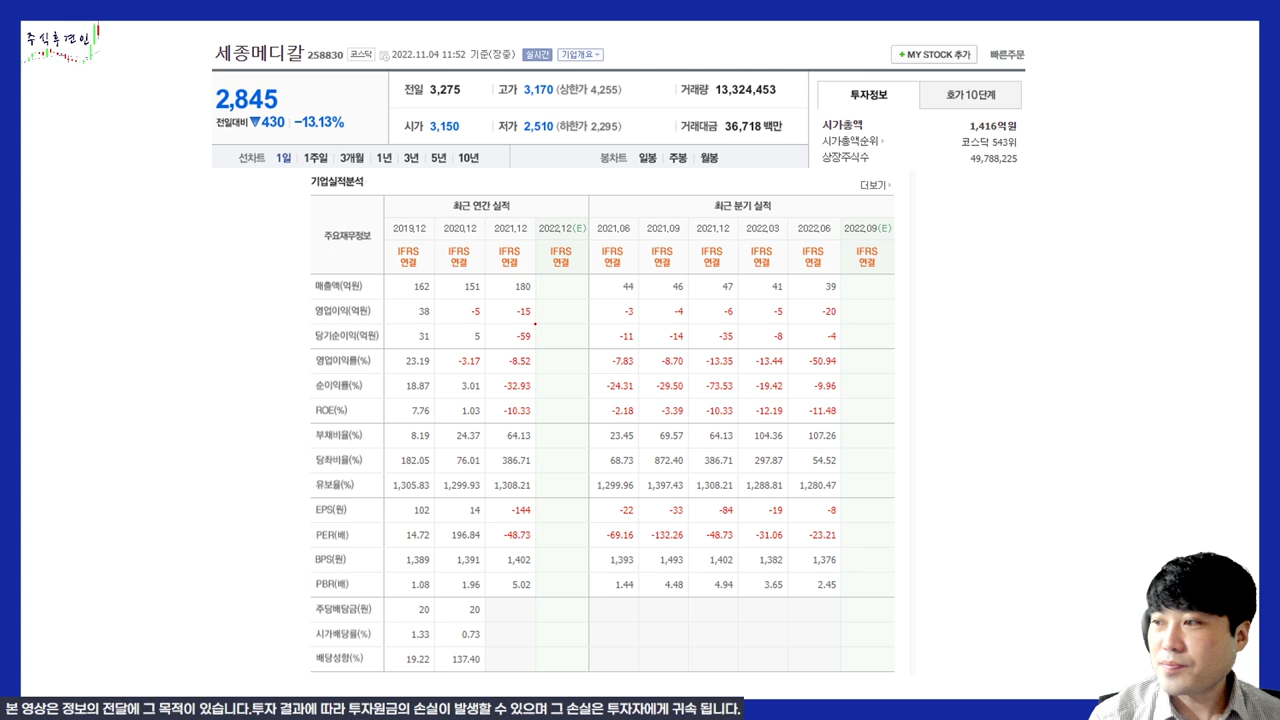 주식후견인
세종메디칼 258830 코스닥 2022.11.04 11:52 기준(장중) 실시간 기업개요 + MY STOCK 추가 빠른주문
2,845
전일대비 ▼430 -13.13%
전일 3,275 고가 3,170 (상한가 4,255) 거래량 13,324,453
시가 3,150 저가 2,510 (하한가 2,295) 거래대금 36,718 백만
투자정보 호가 10단계
시가총액 1,416억원
시가총액순위 코스닥 543위
상장주식수 49,788,225
선차트 1일 1주일 3개월 1년 3년 5년 10년 봉차트 일봉 주봉 월봉
기업실적분석 더보기
주요재무정보 최근 연간 실적 최근 분기 실적
2019.12 2020.12 2021.12 2022.12(E) 2021.06 2021.09 2021.12 2022.03 2022.06 2022.09(E)
IFRS IFRS IFRS IFRS IFRS IFRS IFRS IFRS IFRS IFRS
연결 연결 연결 연결 연결 연결 연결 연결 연결 연결
매출액(억원) 162 151 180 44 46 47 41 39
영업이익(억원) 38 -5 -15 -3 -4 -6 -5 -20
당기순이익(억원) 31 5 -59 -11 -14 -35 -8 -4
영업이익률(%) 23.19 -3.17 -8.52 -7.83 -8.70 -13.35 -13.44 -50.94
순이익률(%) 18.87 3.01 -32.93 -24.31 -29.50 -73.53 -19.42 -9.96
ROE(%) 7.76 1.03 -10.33 -2.18 -3.39 -10.33 -12.19 -11.48
부채비율(%) 8.19 24.37 64.13 23.45 69.57 64.13 104.36 107.26
당좌비율(%) 182.05 76.01 386.71 68.73 872.40 386.71 297.87 54.52
유보율(%) 1,305.83 1,299.93 1,308.21 1,299.96 1,397.43 1,308.21 1,288.81 1,280.47
EPS(원) 102 14 -144 -22 -33 -84 -19 -8
PER(배) 14.72 196.84 -48.73 -69.16 -132.26 -48.73 -31.06 -23.21
BPS(원) 1,389 1,391 1,402 1,393 1,493 1,402 1,382 1,376
PBR(배) 1.08 1.96 5.02 1.44 4.48 4.94 3.65 2.45
주당배당금(원) 20 20
시가배당률(%) 1.33 0.73
배당성향(%) 19.22 137.40
본 영상은 정보의 전달에 그 목적이 있습니다.투자 결과에 따라 투자원금의 손실이 발생할 수 있으며 그 손실은 투자자에게 귀속 됩니다.